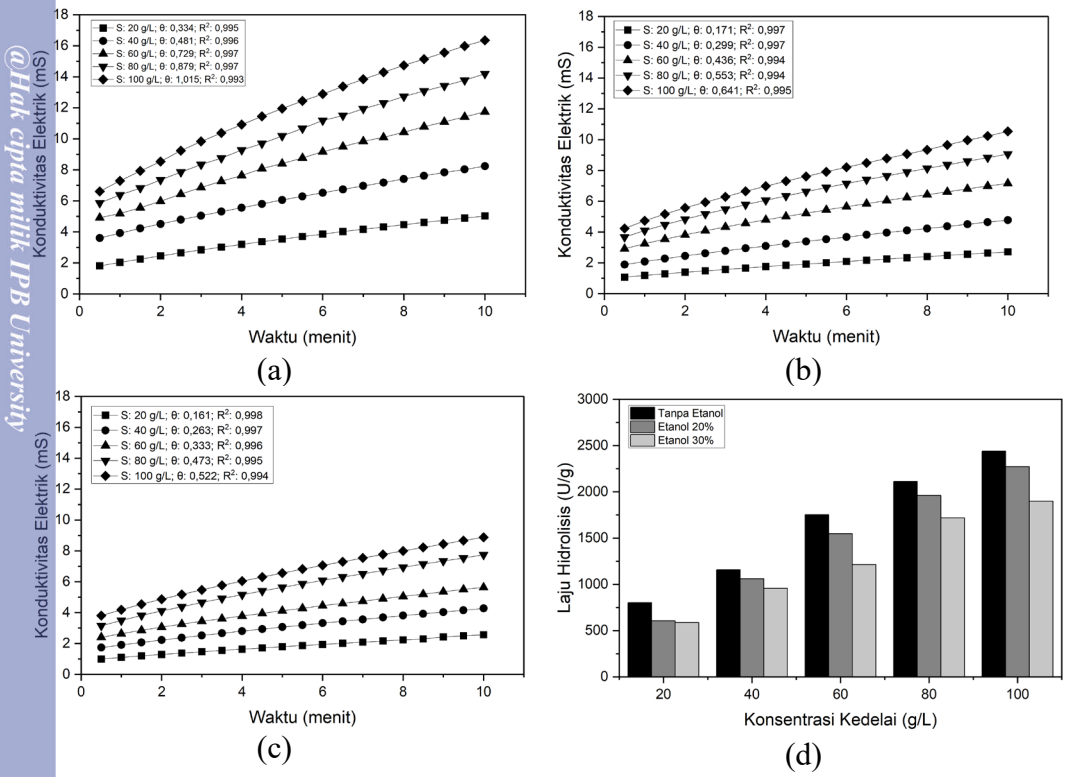 @Hak cipta milik IPB University
Konduktivitas Elektrik (mS)
18
16
14
12
10
8
6
4
2
0
S: 20 g/L; θ: 0,334; R²: 0,995
S: 40 g/L; θ: 0,481; R²: 0,996
S: 60 g/L; θ: 0,729; R²: 0,997
S: 80 g/L; θ: 0,879; R²: 0,997
S: 100 g/L; θ: 1,015; R²: 0,993
0 2 4 6 8 10
Waktu (menit)
(a)
Konduktivitas Elektrik (mS)
18
16
14
12
10
8
6
4
2
0
S: 20 g/L; θ: 0,171; R²: 0,997
S: 40 g/L; θ: 0,299; R²: 0,997
S: 60 g/L; θ: 0,436; R²: 0,994
S: 80 g/L; θ: 0,553; R²: 0,994
S: 100 g/L; θ: 0,641; R²: 0,995
0 2 4 6 8 10
Waktu (menit)
(b)
Konduktivitas Elektrik (mS)
18
16
14
12
10
8
6
4
2
0
S: 20 g/L; θ: 0,161; R²: 0,998
S: 40 g/L; θ: 0,263; R²: 0,997
S: 60 g/L; θ: 0,333; R²: 0,996
S: 80 g/L; θ: 0,473; R²: 0,995
S: 100 g/L; θ: 0,522; R²: 0,994
0 2 4 6 8 10
Waktu (menit)
(c)
Laju Hidrolisis (U/g)
3000
2500
2000
1500
1000
500
0
Tanpa Etanol
Etanol 20%
Etanol 30%
20 40 60 80 100
Konsentrasi Kedelai (g/L)
(d)